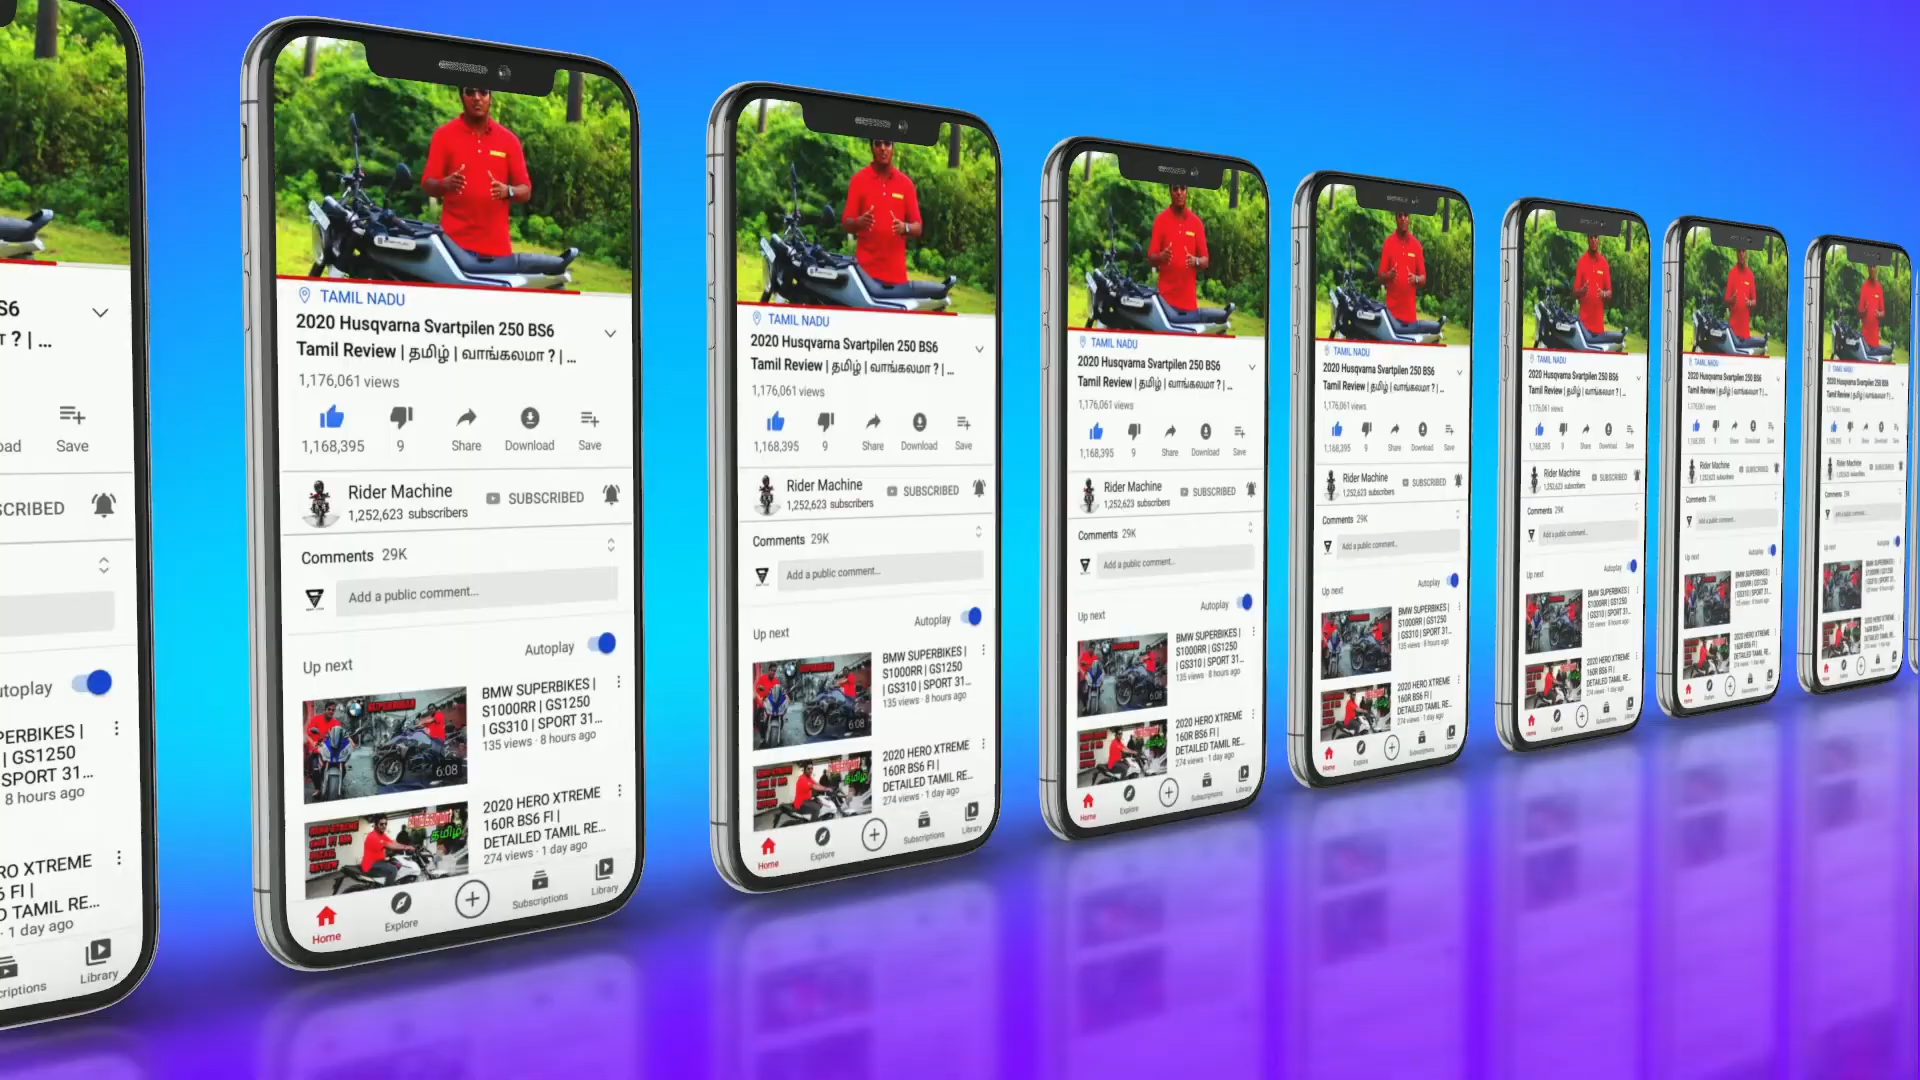 TAMIL NADU
2020 Husqvarna Svartpilen 250 BS6
Tamil Review | தமிழ் | வாங்கலமா ? | ...
1,176,061 views
1,168,395 9 Share Download Save
Rider Machine SUBSCRIBED
1,252,623 subscribers
Comments 29K
Add a public comment...
Up next Autoplay
BMW SUPERBIKES |
S1000RR | GS1250
| GS310 | SPORT 31...
135 views · 8 hours ago
6:08
2020 HERO XTREME
160R BS6 FI |
DETAILED TAMIL RE...
274 views · 1 day ago
Home Explore Subscriptions Library